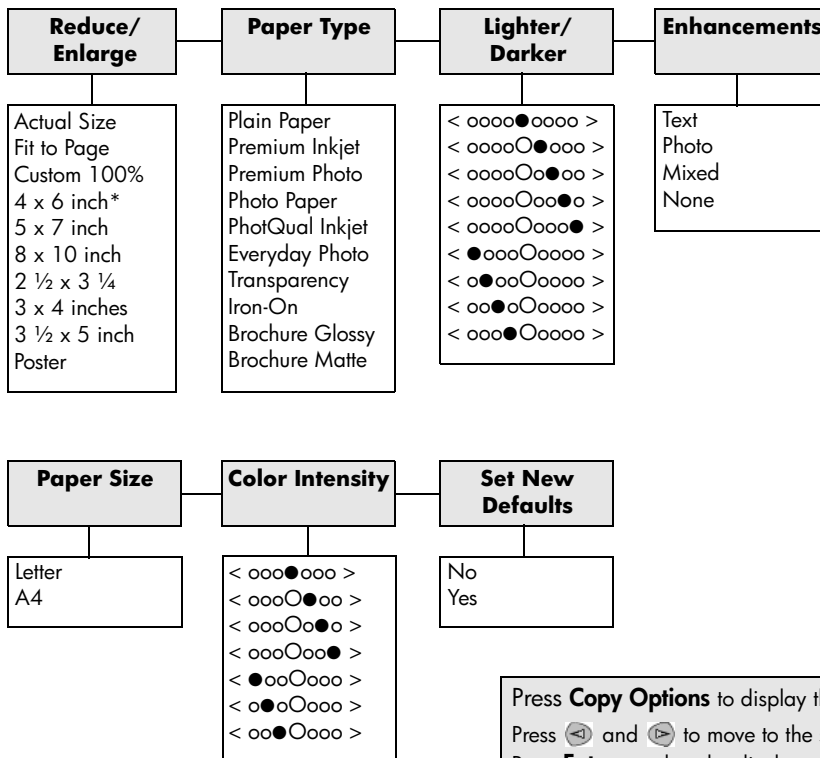 Reduce/
Enlarge
Paper Type
Lighter/
Darker
Enhancements
Actual Size
Fit to Page
Custom 100%
4 x 6 inch*
5 x 7 inch
8 x 10 inch
2 ½ x 3 ¼
3 x 4 inches
3 ½ x 5 inch
Poster
Plain Paper
Premium Inkjet
Premium Photo
Photo Paper
PhotQual Inkjet
Everyday Photo
Transparency
Iron-On
Brochure Glossy
Brochure Matte
< oooo●oooo >
< ooooO●ooo >
< ooooOo●oo >
< ooooOoo●o >
< ooooOooo● >
< ●oooOoooo >
< o●ooOoooo >
< oo●oOoooo >
< ooo●Ooooo >
Text
Photo
Mixed
None
Paper Size
Color Intensity
Set New
Defaults
Letter
A4
< ooo●ooo >
< oooO●oo >
< oooOo●o >
< oooOoo● >
< ●ooOooo >
< o●oOooo >
< oo●Oooo >
No
Yes
Press Copy Options to display
Press and to move to the